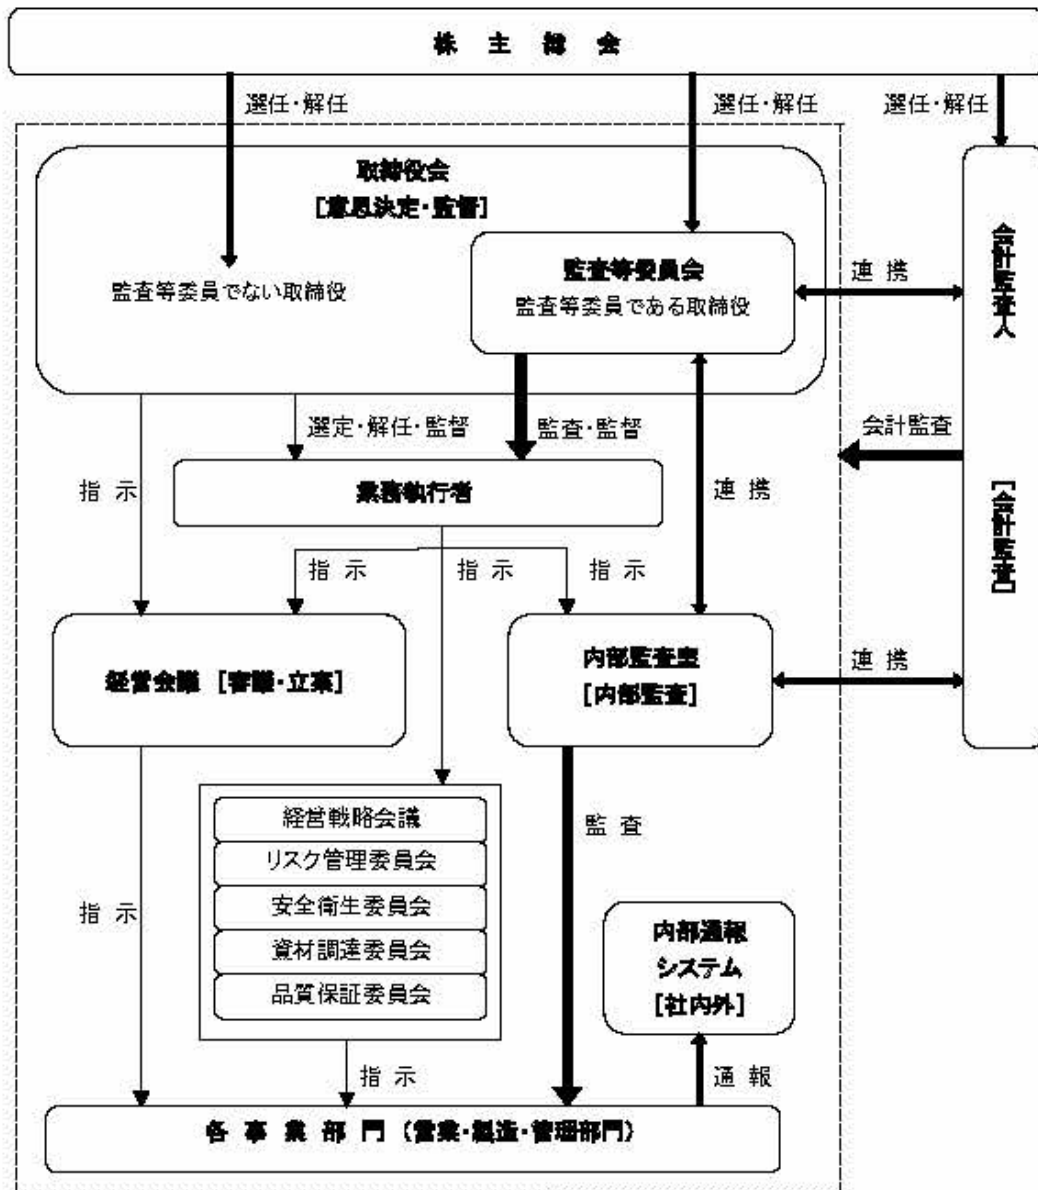 株主総会
選任・解任
選任・解任
選任・解任
取締役会
[意思決定・監督]
監査等委員でない取締役
監査等委員会
監査等委員である取締役
連携
会計監査人
[会計監査]
会計監査
選定・解任・監督
監査・監督
指示
業務執行者
連携
指示
指示
指示
経営会議 [審議・立案]
内部監査室
[内部監査]
連携
経営戦略会議
リスク管理委員会
安全衛生委員会
資材調達委員会
品質保証委員会
監査
指示
内部通報
システム
[社内外]
指示
通報
各事業部門(営業・製造・管理部門)